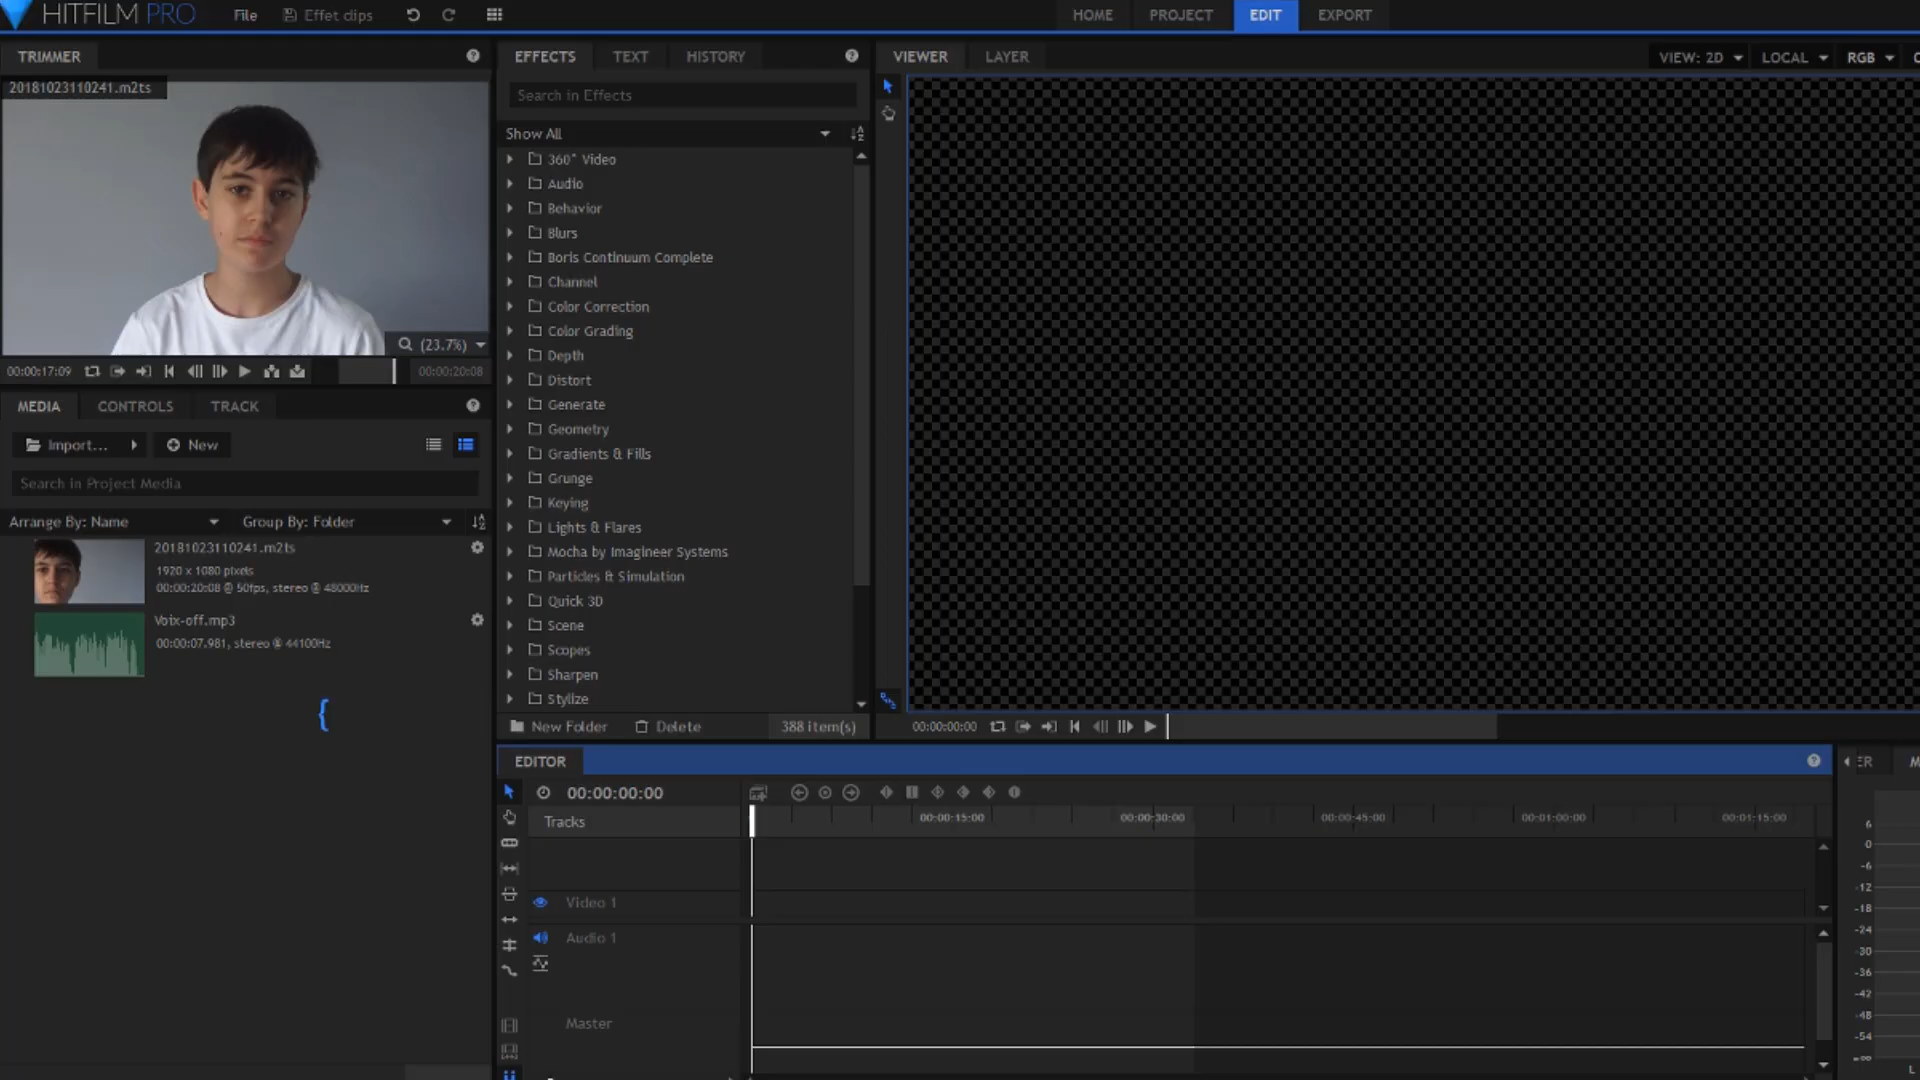 HITFILM PRO
File
Effet clips
HOME
PROJECT
EDIT
EXPORT
TRIMMER
20181023110241.m2ts
(23.7%)
00:00:17:09
00:00:20:08
MEDIA
CONTROLS
TRACK
Import...
New
Search in Project Media
Arrange By: Name
Group By: Folder
20181023110241.m2ts
1920 x 1080 pixels
00:00:20:08 @ 50fps, stereo @ 48000Hz
Voix-off.mp3
00:00:07.981, stereo @ 44100Hz
{
EFFECTS
TEXT
HISTORY
Search in Effects
Show All
360° Video
Audio
Behavior
Blurs
Boris Continuum Complete
Channel
Color Correction
Color Grading
Depth
Distort
Generate
Geometry
Gradients & Fills
Grunge
Keying
Lights & Flares
Mocha by Imagineer Systems
Particles & Simulation
Quick 3D
Scene
Scopes
Sharpen
Stylize
New Folder
Delete
388 item(s)
VIEWER
LAYER
VIEW: 2D
LOCAL
RGB
00:00:00:00
EDITOR
00:00:00:00
Tracks
00:00:15:00
00:00:30:00
00:00:45:00
00:01:00:00
00:01:15:00
Video 1
Audio 1
Master
ER
M
6
0
-6
-12
-18
-24
-30
-36
-42
-48
-54
-∞
L